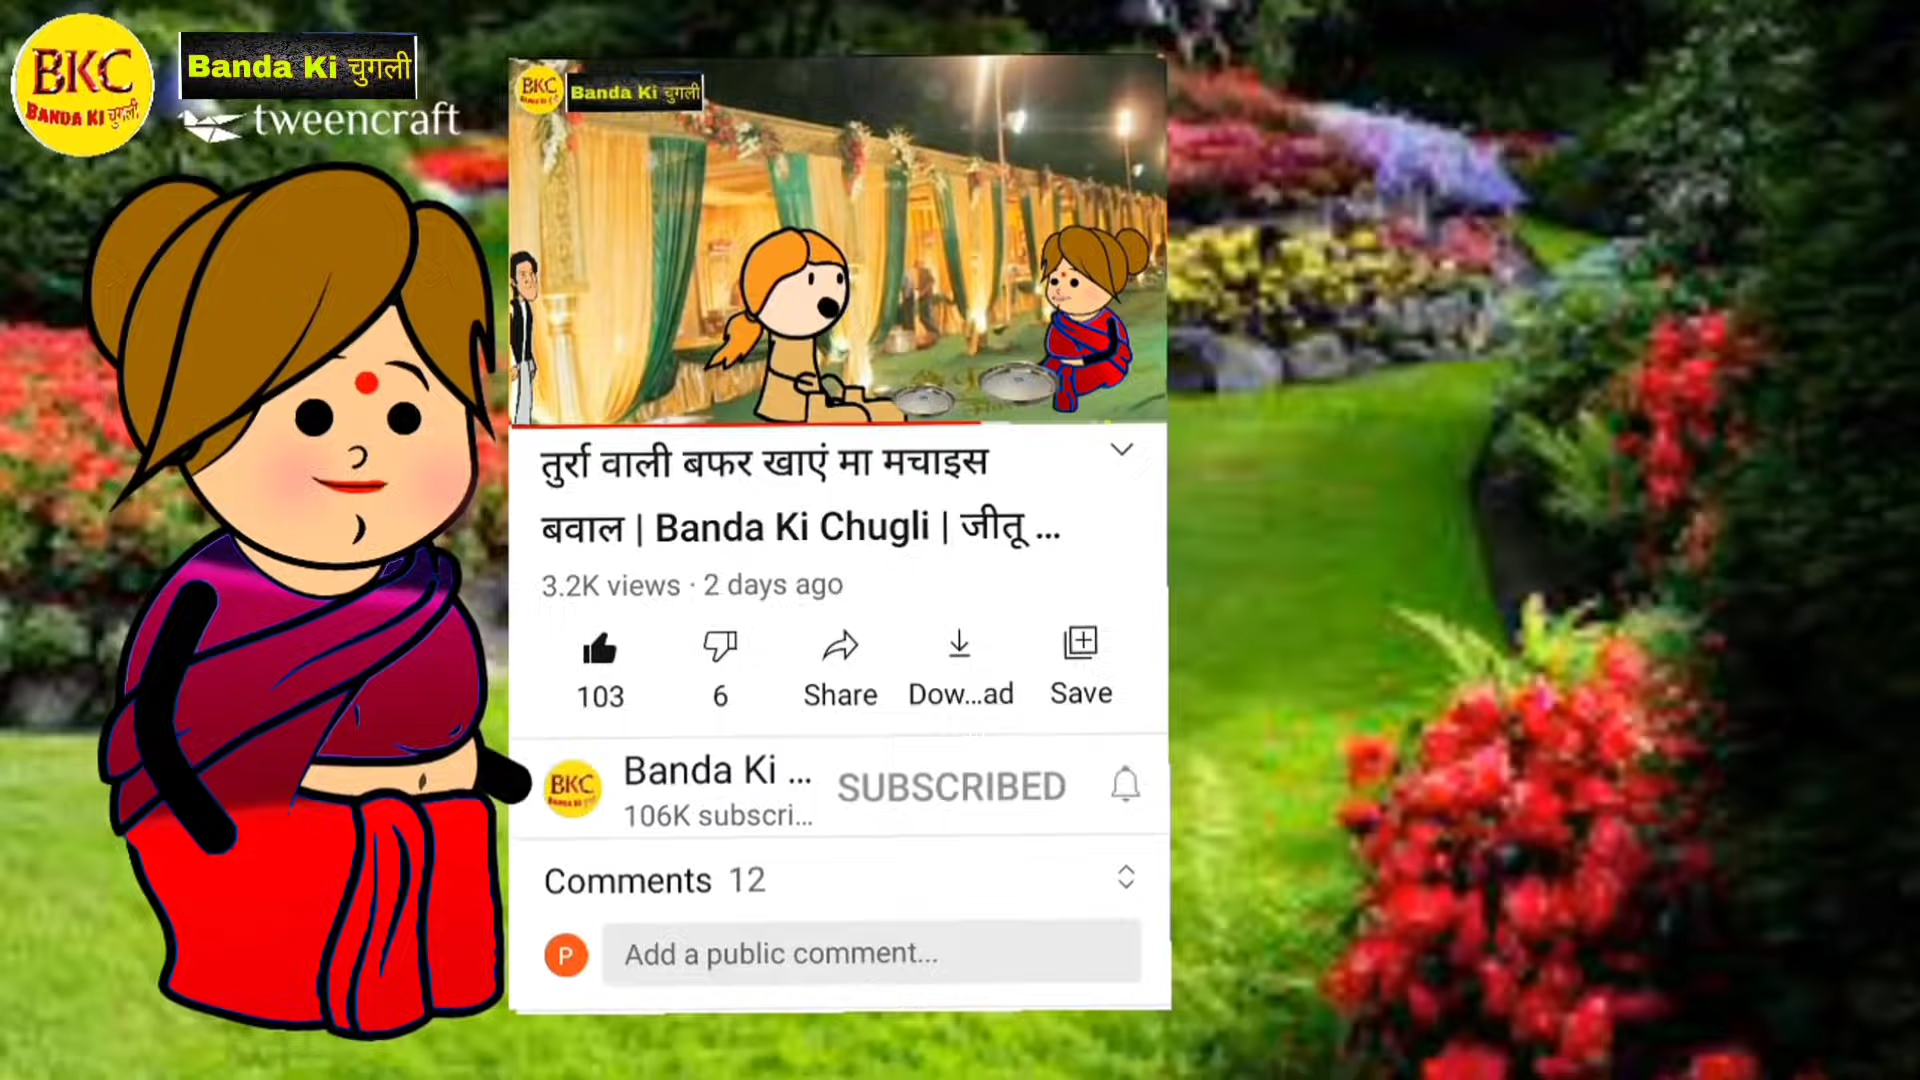 BKC
BANDA KI चुगली
Banda Ki चुगली
tweencraft
BKC
Banda Ki चुगली
तुर्रा वाली बफर खाएं मा मचाइस
बवाल | Banda Ki Chugli | जीतू ...
3.2K views · 2 days ago
103
6
Share
Dow...ad
Save
BKC
Banda Ki ...
SUBSCRIBED
106K subscri...
Comments 12
P
Add a public comment...